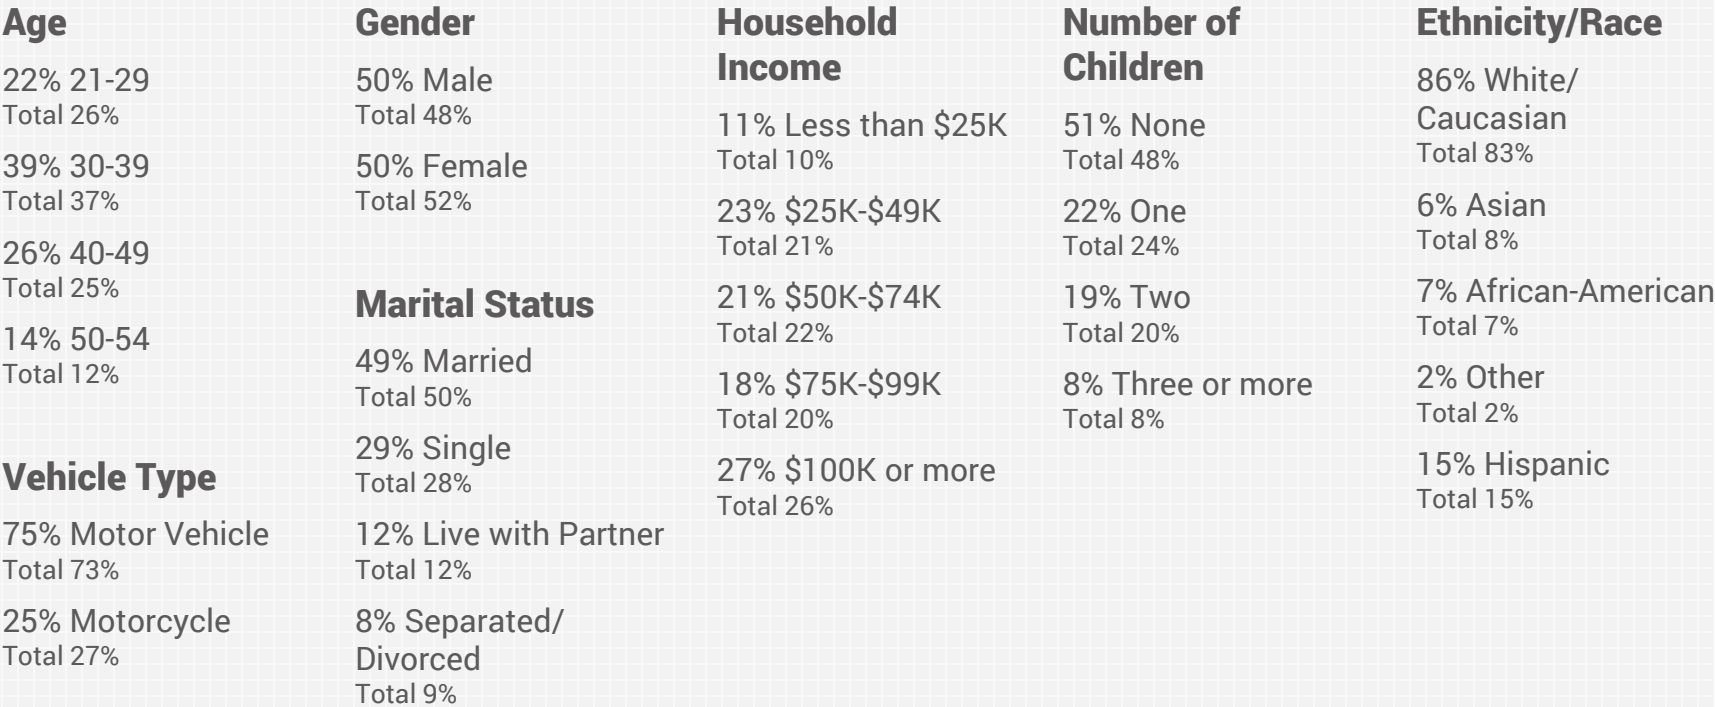 Age
22% 21-29
Total 26%
39% 30-39
Total 37%
26% 40-49
Total 25%
14% 50-54
Total 12%
Vehicle Type
75% Motor Vehicle
Total 73%
25% Motorcycle
Total 27%
Gender
50% Male
Total 48%
50% Female
Total 52%
Marital Status
49% Married
Total 50%
29% Single
Total 28%
12% Live with Partner
Total 12%
8% Separated/
Divorced
Total 9%
Household
Income
11% Less than $25K
Total 10%
23% $25K-$49K
Total 21%
21% $50K-$74K
Total 22%
18% $75K-$99K
Total 20%
27% $100K or more
Total 26%
Number of
Children
51% None
Total 48%
22% One
Total 24%
19% Two
Total 20%
8% Three or more
Total 8%
Ethnicity/Race
86% White/
Caucasian
Total 83%
6% Asian
Total 8%
7% African-American
Total 7%
2% Other
Total 2%
15% Hispanic
Total 15%